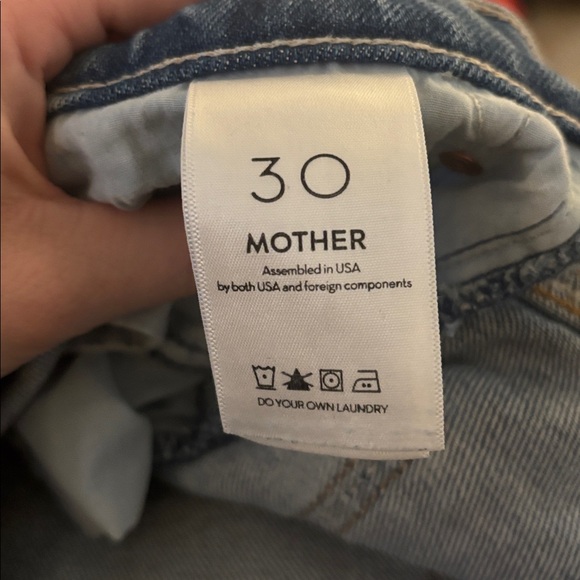 30
MOTHER
Assembled in USA
by both USA and foreign components
DO YOUR OWN LAUNDRY